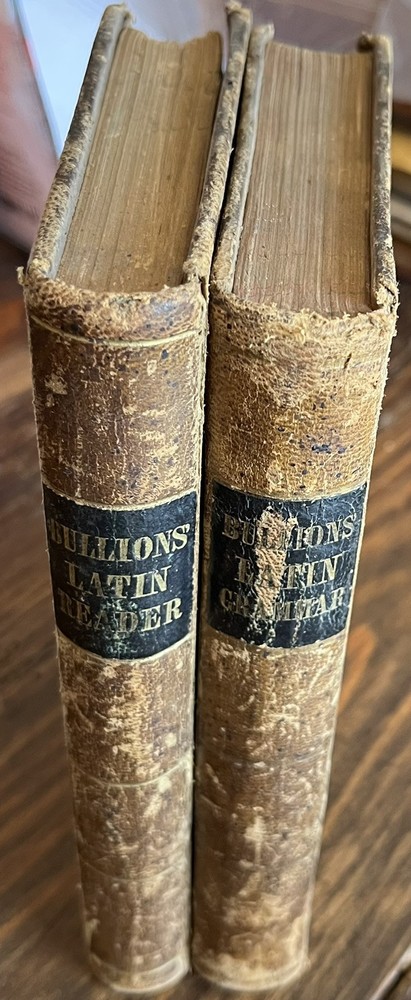 BULLIONS'
LATIN
READER
BULLIONS'
LATIN
GRAMMAR